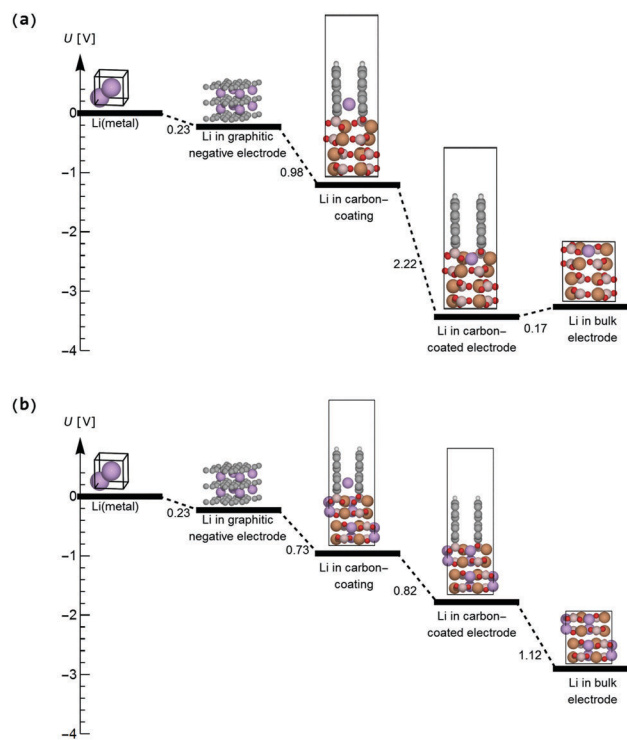 (a)
U [V]
0
−1
−2
−3
−4
Li(metal)
0.23
Li in graphitic
negative electrode
0.98
Li in carbon–
coating
2.22
Li in carbon–
coated electrode
0.17
Li in bulk
electrode
(b)
U [V]
0
−1
−2
−3
−4
Li(metal)
0.23
Li in graphitic
negative electrode
0.73
Li in carbon–
coating
0.82
Li in carbon–
coated electrode
1.12
Li in bulk
electrode